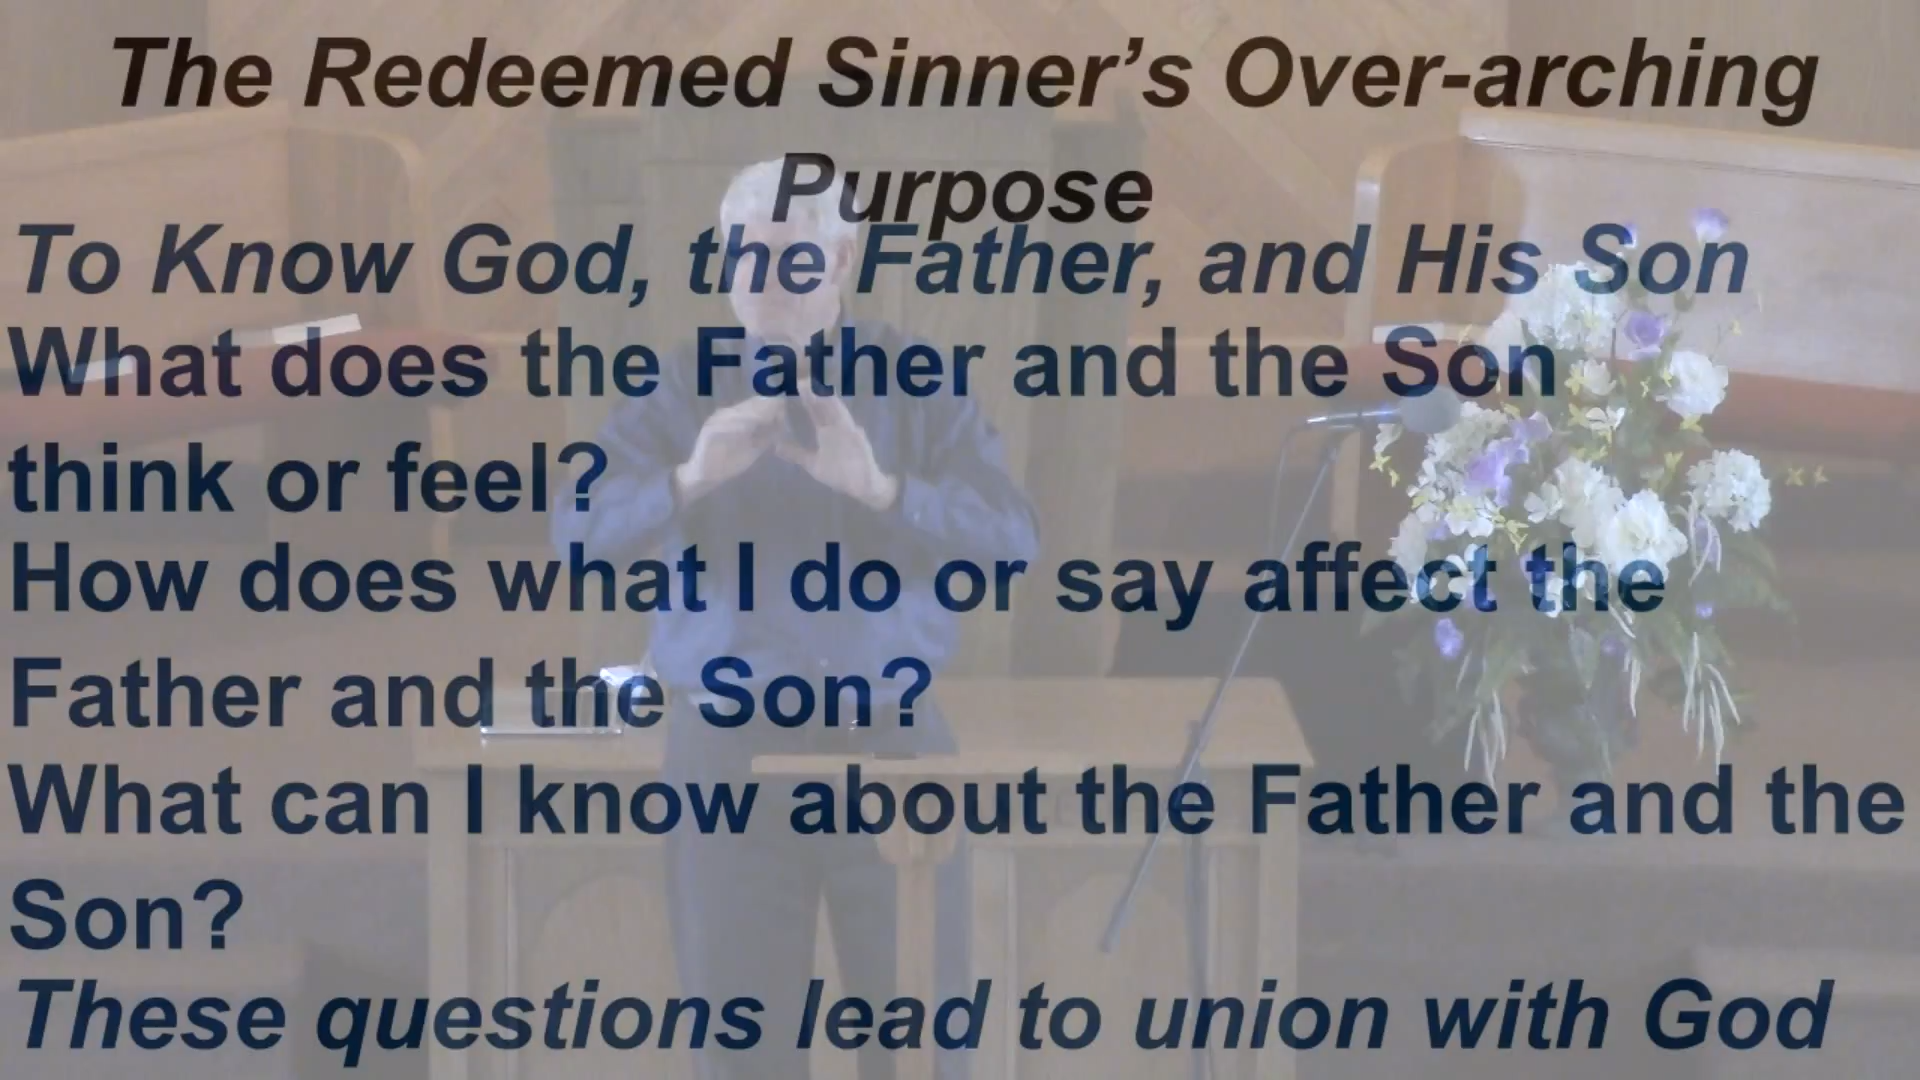 The Redeemed Sinner’s Over-arching
Purpose
To Know God, the Father, and His Son
What does the Father and the Son
think or feel?
How does what I do or say affect the
Father and the Son?
What can I know about the Father and the
Son?
These questions lead to union with God